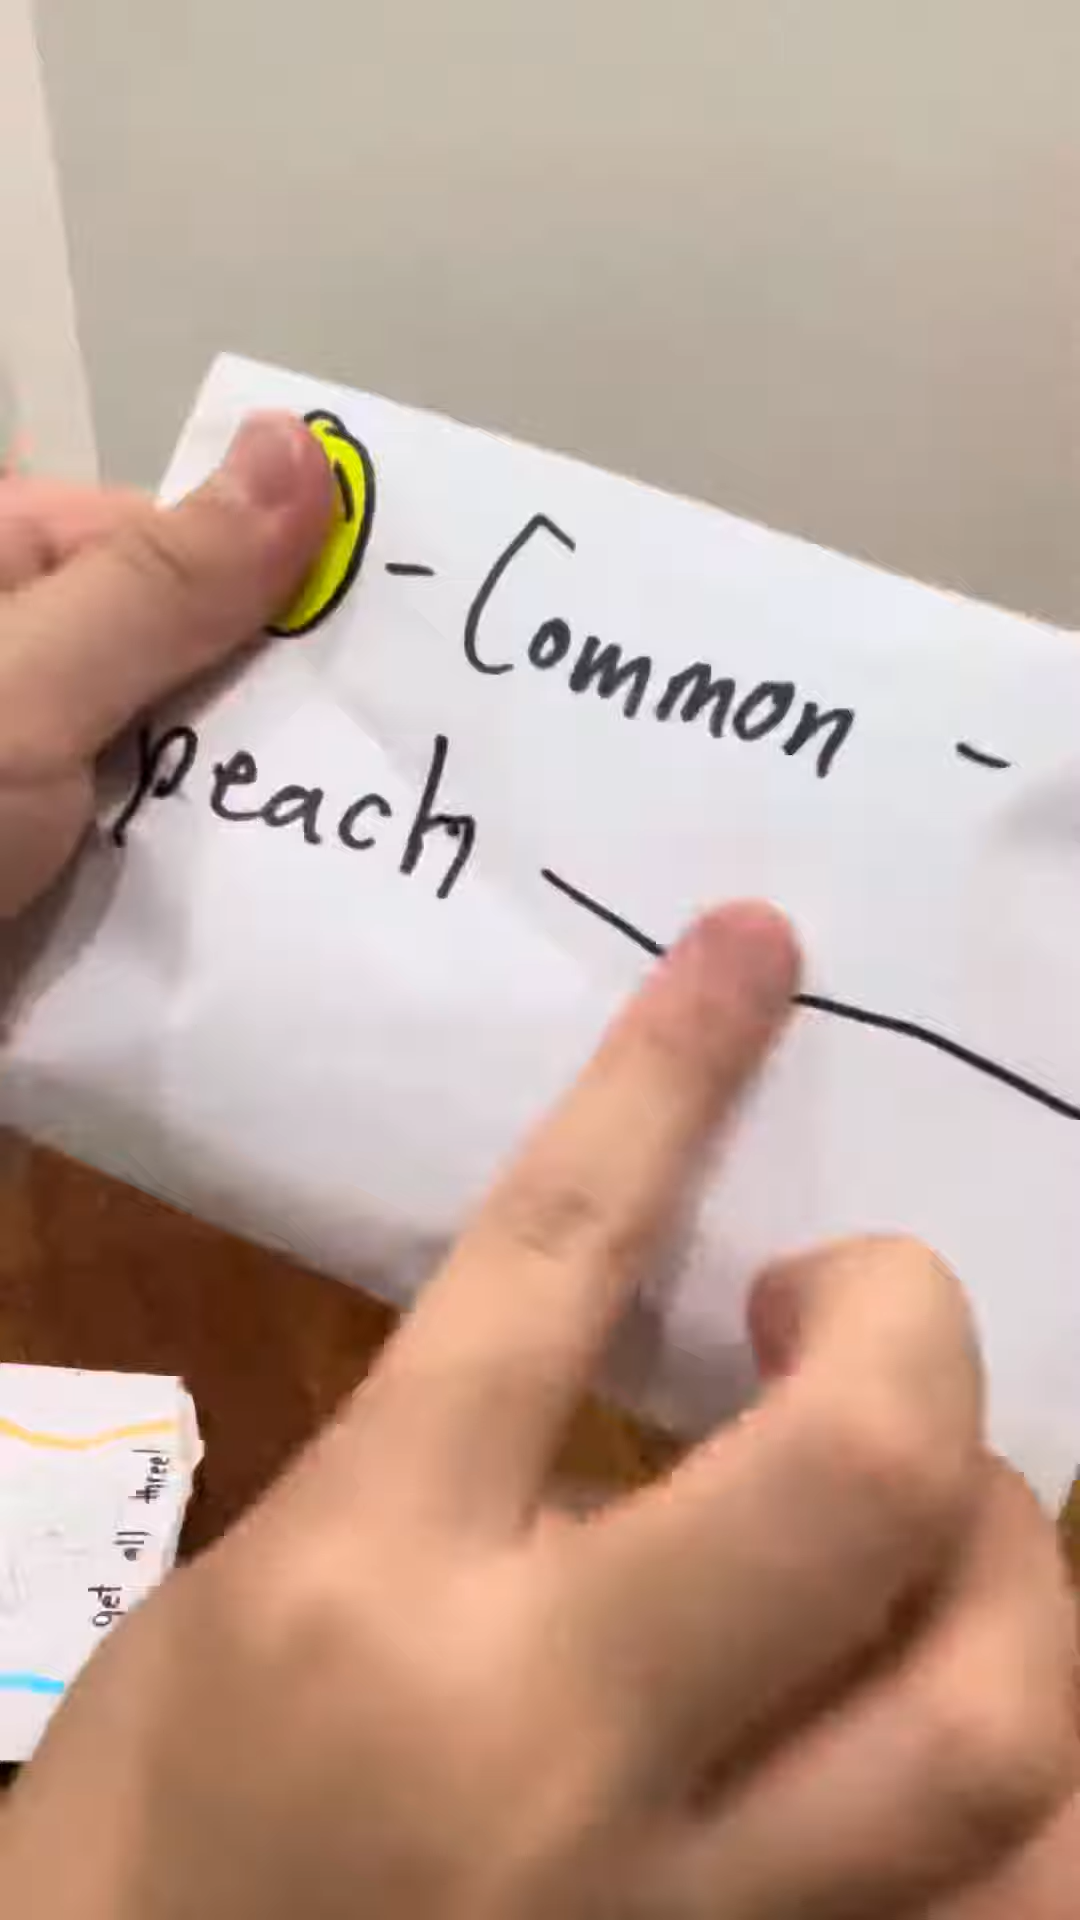 - Common -
peach —
get all three!